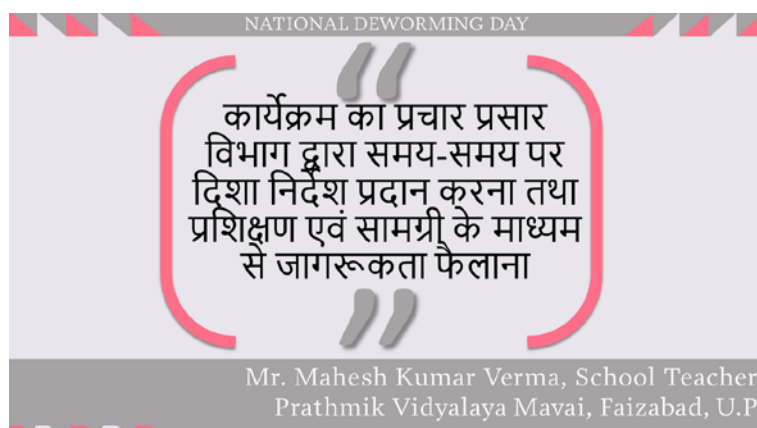 NATIONAL DEWORMING DAY
“
कार्येक्रम का प्रचार प्रसार
विभाग द्वारा समय-समय पर
दिशा निर्देश प्रदान करना तथा
प्रशिक्षण एवं सामग्री के माध्यम
से जागरूकता फैलाना
”
Mr. Mahesh Kumar Verma, School Teacher
Prathmik Vidyalaya Mavai, Faizabad, U.P